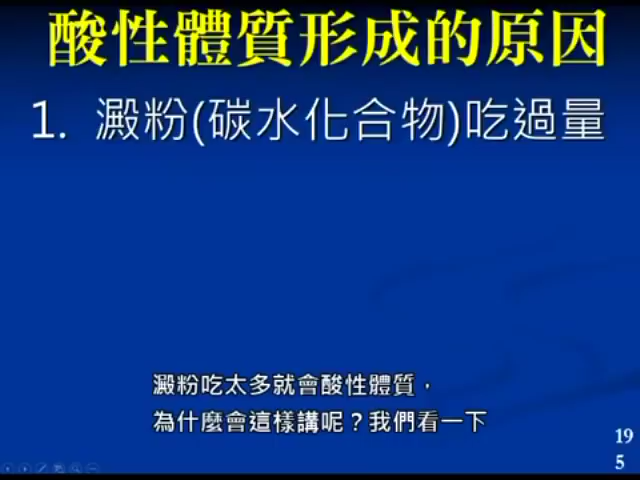 酸性體質形成的原因
1. 澱粉(碳水化合物)吃過量
澱粉吃太多就會酸性體質，
為什麼會這樣講呢？我們看一下
19
5